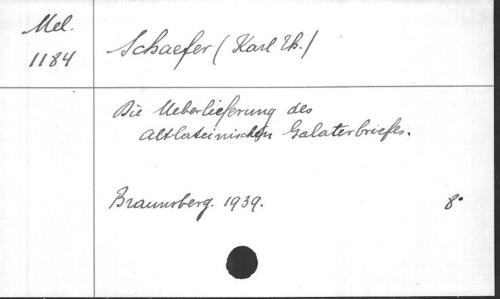 Mel.
1184
Schaefer (Karl Th.)
Die Ueberlieferung des
altlateinischen Galaterbriefes.
Braunsberg. 1939. 8°